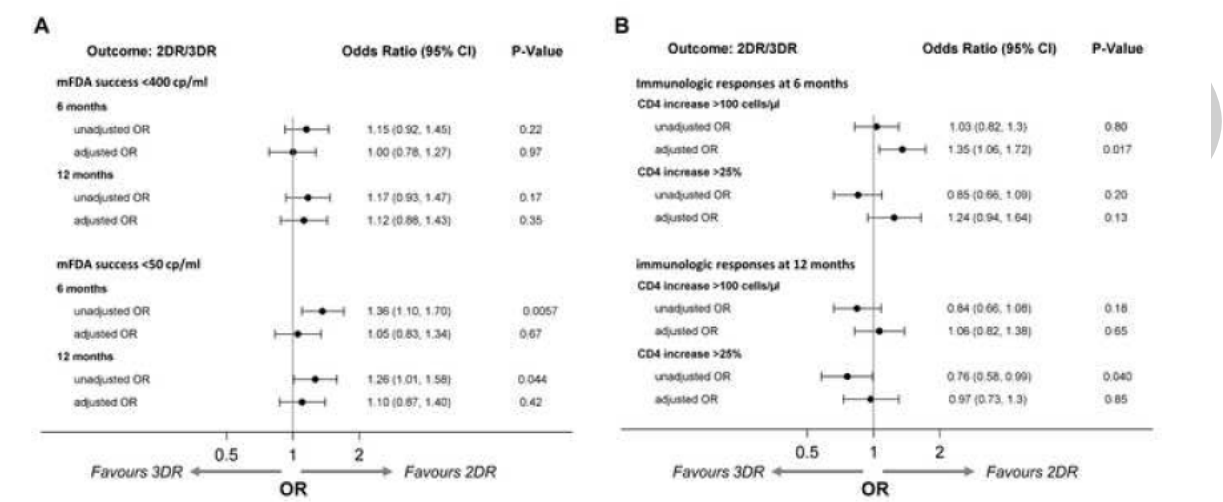 A
Outcome: 2DR/3DR Odds Ratio (95% CI) P-Value
mFDA success <400 cp/ml
6 months
unadjusted OR 1.15 (0.92, 1.45) 0.22
adjusted OR 1.00 (0.78, 1.27) 0.97
12 months
unadjusted OR 1.17 (0.93, 1.47) 0.17
adjusted OR 1.12 (0.88, 1.43) 0.35
mFDA success <50 cp/ml
6 months
unadjusted OR 1.36 (1.10, 1.70) 0.0057
adjusted OR 1.05 (0.83, 1.34) 0.67
12 months
unadjusted OR 1.26 (1.01, 1.58) 0.044
adjusted OR 1.10 (0.87, 1.40) 0.42
0.5 1 2
Favours 3DR Favours 2DR
OR
B
Outcome: 2DR/3DR Odds Ratio (95% CI) P-Value
Immunologic responses at 6 months
CD4 increase >100 cells/µl
unadjusted OR 1.03 (0.82, 1.3) 0.80
adjusted OR 1.35 (1.06, 1.72) 0.017
CD4 increase >25%
unadjusted OR 0.85 (0.66, 1.09) 0.20
adjusted OR 1.24 (0.94, 1.64) 0.13
immunologic responses at 12 months
CD4 increase >100 cells/µl
unadjusted OR 0.84 (0.66, 1.08) 0.18
adjusted OR 1.06 (0.82, 1.38) 0.65
CD4 increase >25%
unadjusted OR 0.76 (0.58, 0.99) 0.040
adjusted OR 0.97 (0.73, 1.3) 0.85
0.5 1 2
Favours 3DR Favours 2DR
OR